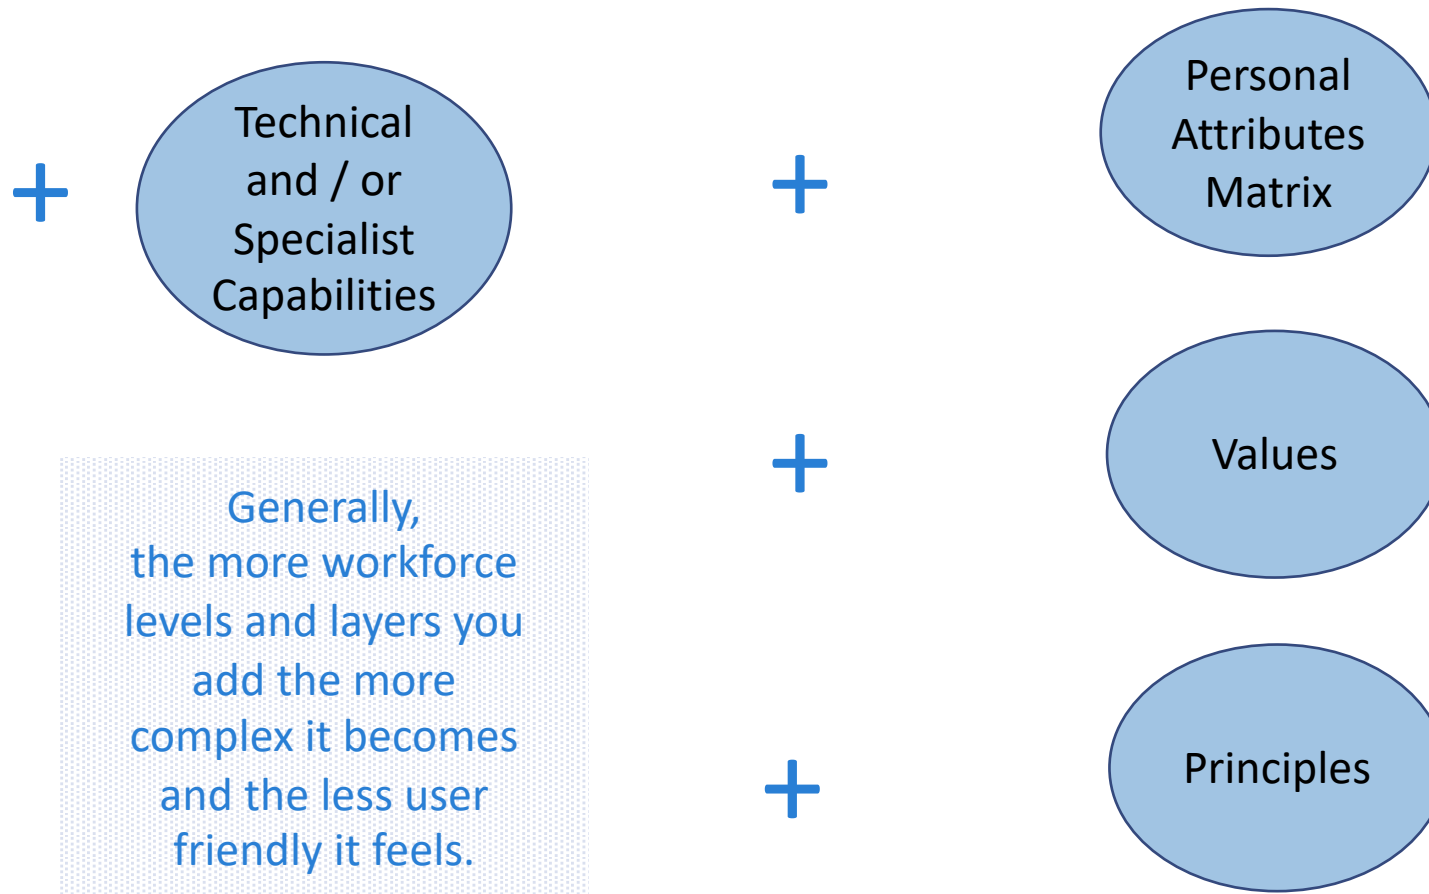 +
Technical
and / or
Specialist
Capabilities
+
Personal
Attributes
Matrix
+
Values
Generally,
the more workforce
levels and layers you
add the more
complex it becomes
and the less user
friendly it feels.
+
Principles